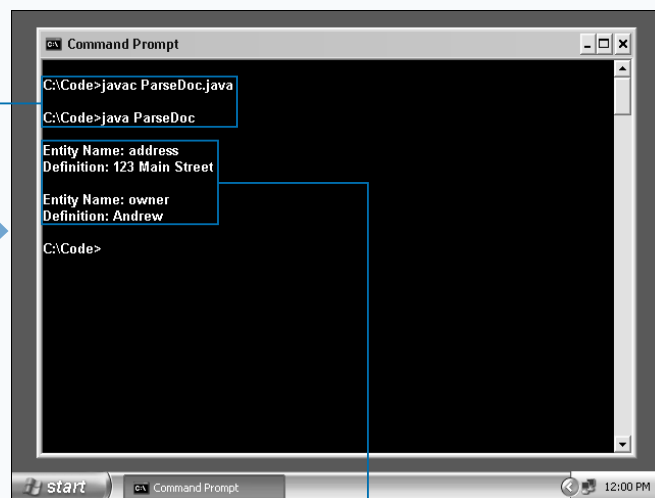 Command Prompt
C:\Code>javac ParseDoc.java
C:\Code>java ParseDoc
Entity Name: address
Definition: 123 Main Street
Entity Name: owner
Definition: Andrew
C:\Code>
start
Command Prompt
12:00 PM